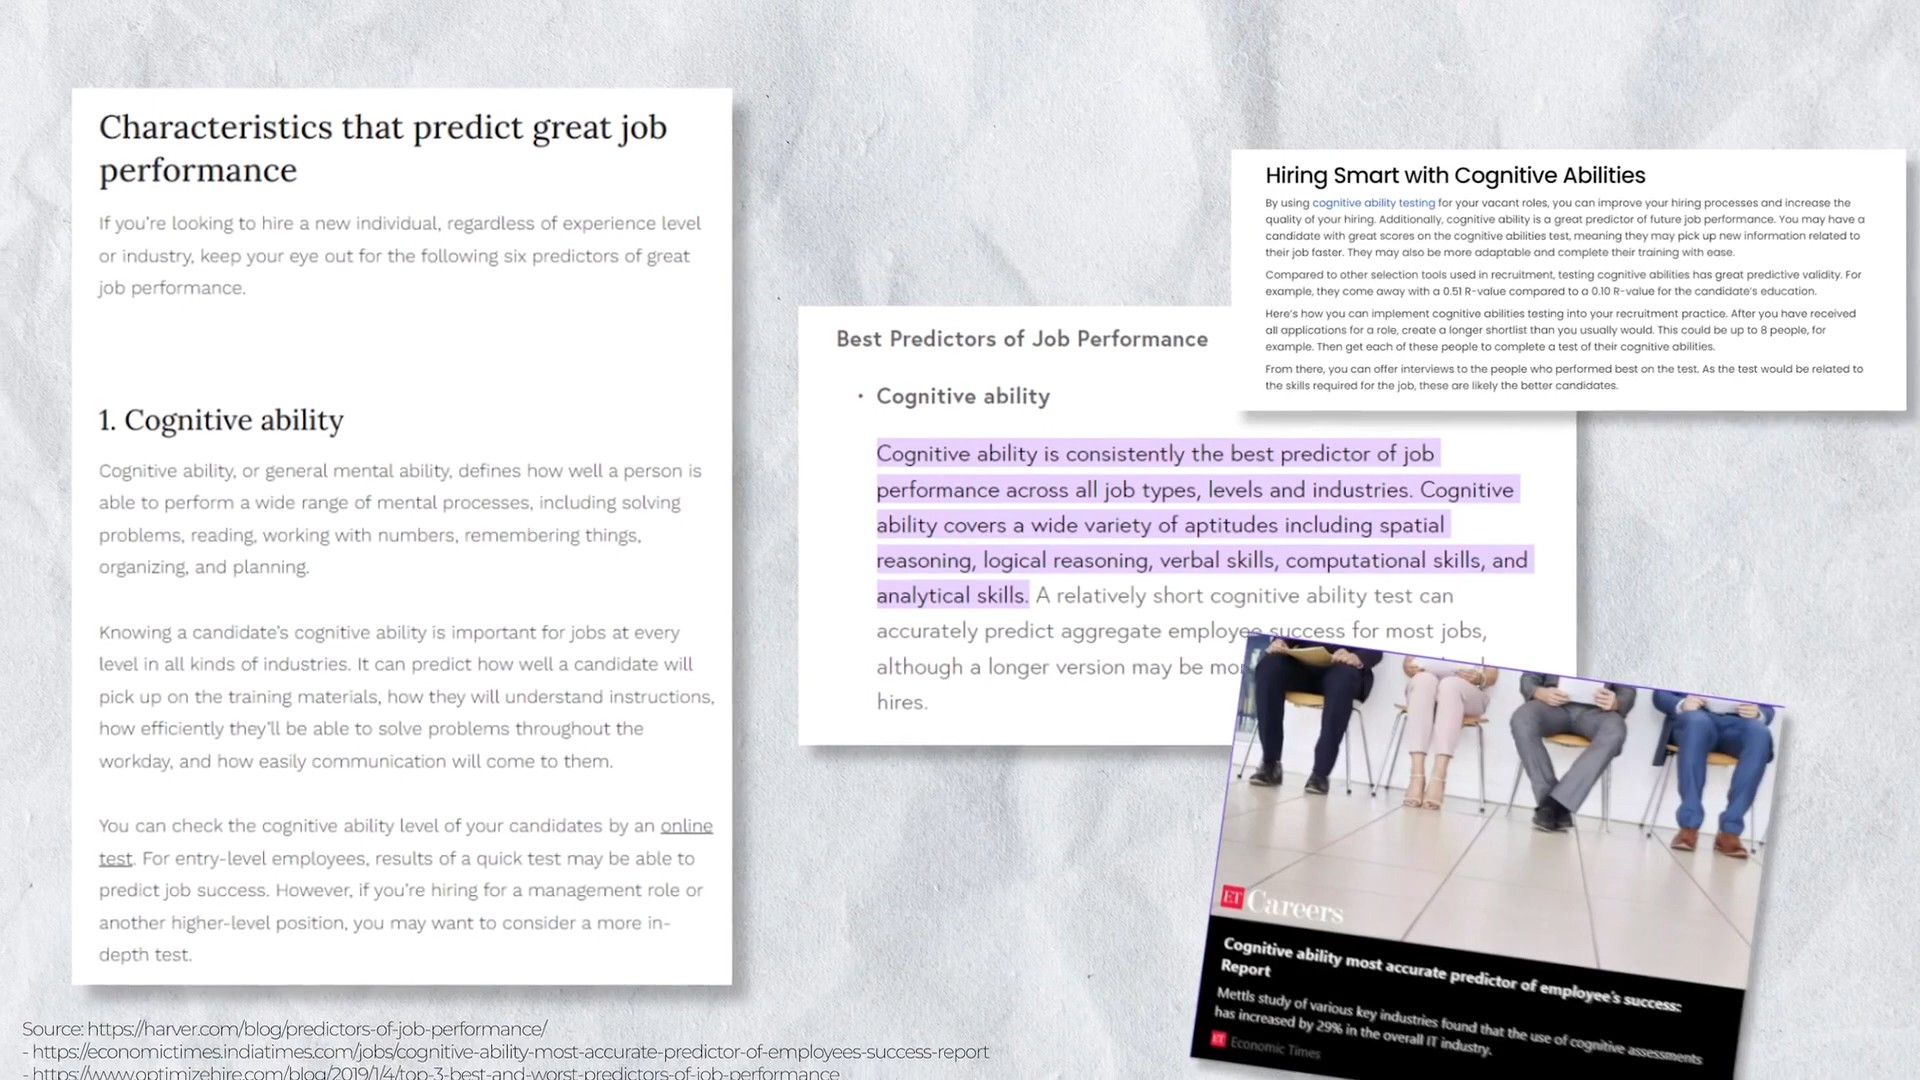 Characteristics that predict great job
performance
If you're looking to hire a new individual, regardless of experience level
or industry, keep your eye out for the following six predictors of great
job performance.
1. Cognitive ability
Cognitive ability, or general mental ability, defines how well a person is
able to perform a wide range of mental processes, including solving
problems, reading, working with numbers, remembering things,
organizing, and planning.
Knowing a candidate's cognitive ability is important for jobs at every
level in all kinds of industries. It can predict how well a candidate will
pick up on the training materials, how they will understand instructions,
how efficiently they'll be able to solve problems throughout the
workday, and how easily communication will come to them.
You can check the cognitive ability level of your candidates by an online
test. For entry-level employees, results of a quick test may be able to
predict job success. However, if you're hiring for a management role or
another higher-level position, you may want to consider a more in-
depth test.
Best Predictors of Job Performance
• Cognitive ability
Cognitive ability is consistently the best predictor of job
performance across all job types, levels and industries. Cognitive
ability covers a wide variety of aptitudes including spatial
reasoning, logical reasoning, verbal skills, computational skills, and
analytical skills. A relatively short cognitive ability test can
accurately predict aggregate employee success for most jobs,
although a longer version may be
hires.
Hiring Smart with Cognitive Abilities
By using cognitive ability testing for your vacant roles, you can improve your hiring processes and increase the
quality of your hiring. Additionally, cognitive ability is a great predictor of future job performance. You may have a
candidate with great scores on the cognitive abilities test, meaning they may pick up new information related to
their job faster. They may also be more adaptable and complete their training with ease.
Compared to other selection tools used in recruitment, testing cognitive abilities has great predictive validity. For
example, they come away with a 0.51 R-value compared to a 0.10 R-value for the candidate's education.
Here's how you can implement cognitive abilities testing into your recruitment practice. After you have received
all applications for a role, create a longer shortlist than you usually would. This could be up to 8 people, for
example. Then get each of these people to complete a test of their cognitive abilities.
From there, you can offer interviews to the people who performed best on the test. As the test would be related to
the skills required for the job, these are likely the better candidates.
ET Careers
Cognitive ability most accurate predictor of employee's success:
Report
Mettls study of various key industries found that the use of cognitive assessments
has increased by 29% in the overall IT industry.
ET Economic Times
Source: https://harver.com/blog/predictors-of-job-performance/
- https://economictimes.indiatimes.com/jobs/cognitive-ability-most-accurate-predictor-of-employees-success-report
- https://www.optimizehire.com/blog/2019/1/4/top-3-best-and-worst-predictors-of-job-performance